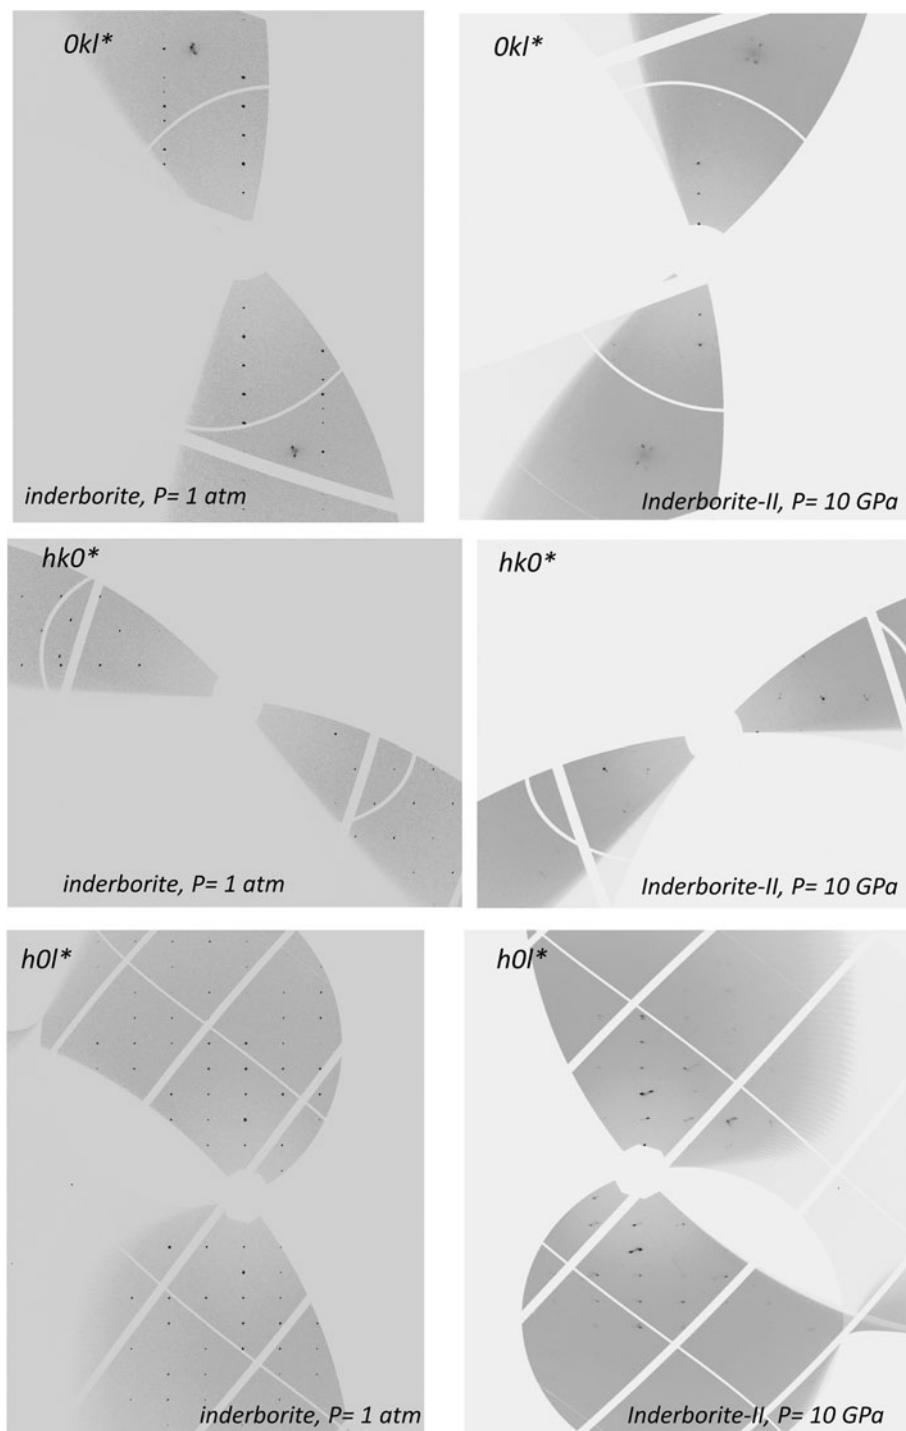 0kl*
0kl*
inderborite, P= 1 atm
Inderborite-II, P= 10 GPa
hk0*
hk0*
inderborite, P= 1 atm
Inderborite-II, P= 10 GPa
h0l*
h0l*
inderborite, P= 1 atm
Inderborite-II, P= 10 GPa